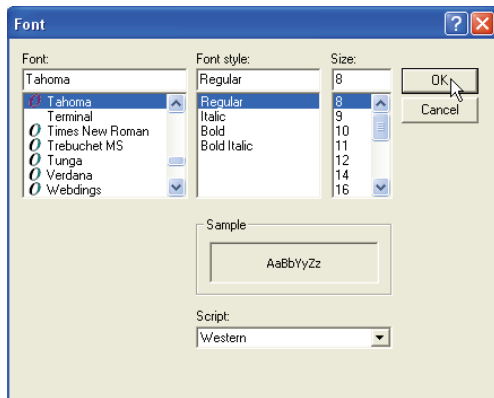 Font
Font: Font style: Size:
Tahoma Regular 8 OK
Tahoma Regular 8 Cancel
Terminal Italic 9
Times New Roman Bold 10
Trebuchet MS Bold Italic 11
Tunga 12
Verdana 14
Webdings 16
Sample
AaBbYyZz
Script:
Western